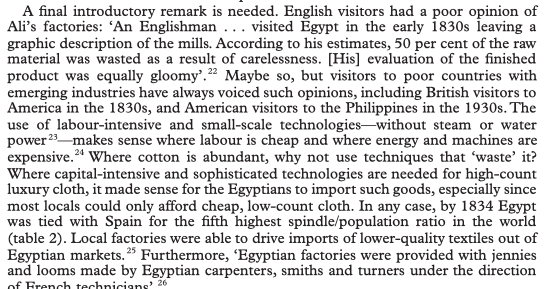 A final introductory remark is needed. English visitors had a poor opinion of
Ali's factories: 'An Englishman . . . visited Egypt in the early 1830s leaving a
graphic description of the mills. According to his estimates, 50 per cent of the raw
material was wasted as a result of carelessness. [His] evaluation of the finished
product was equally gloomy'.22 Maybe so, but visitors to poor countries with
emerging industries have always voiced such opinions, including British visitors to
America in the 1830s, and American visitors to the Philippines in the 1930s. The
use of labour-intensive and small-scale technologies—without steam or water
power23—makes sense where labour is cheap and where energy and machines are
expensive.24 Where cotton is abundant, why not use techniques that 'waste' it?
Where capital-intensive and sophisticated technologies are needed for high-count
luxury cloth, it made sense for the Egyptians to import such goods, especially since
most locals could only afford cheap, low-count cloth. In any case, by 1834 Egypt
was tied with Spain for the fifth highest spindle/population ratio in the world
(table 2). Local factories were able to drive imports of lower-quality textiles out of
Egyptian markets.25 Furthermore, 'Egyptian factories were provided with jennies
and looms made by Egyptian carpenters, smiths and turners under the direction
of French technicians'.26